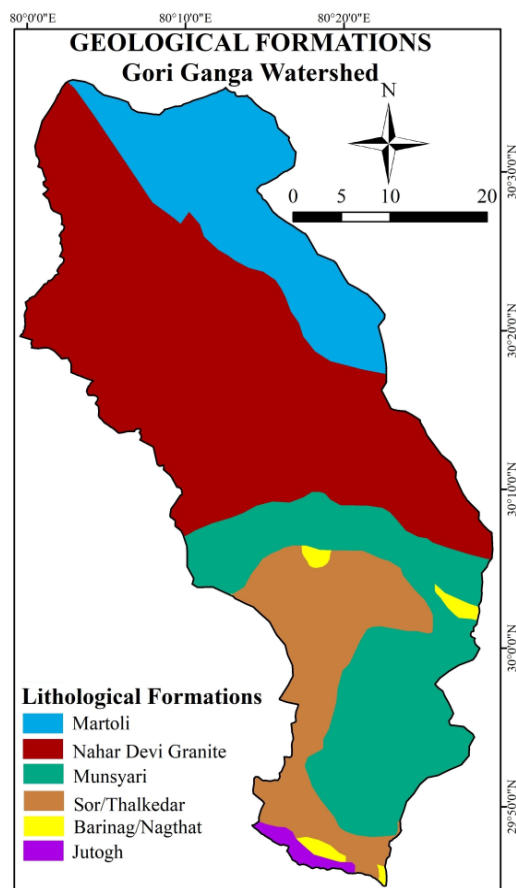 80°0'0"E 80°10'0"E 80°20'0"E
GEOLOGICAL FORMATIONS
Gori Ganga Watershed
N
0 5 10 20
30°30'0"N
30°20'0"N
30°10'0"N
30°0'0"N
29°50'0"N
Lithological Formations
Martoli
Nahar Devi Granite
Munsyari
Sor/Thalkedar
Barinag/Nagthat
Jutogh